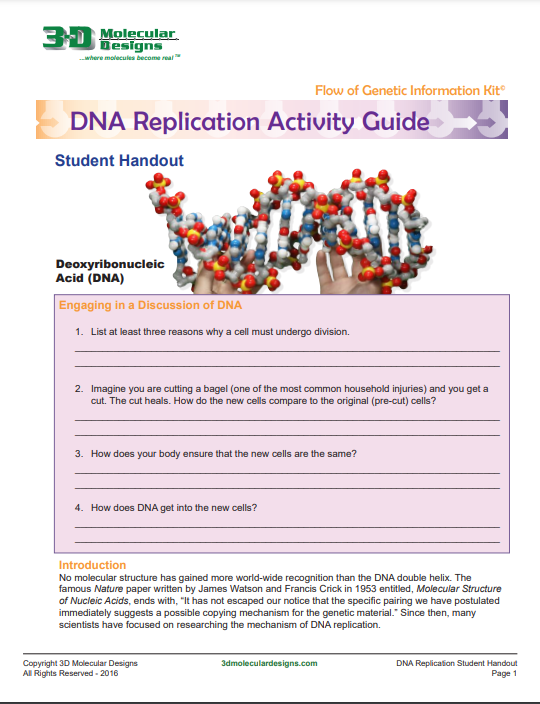 3-D Molecular
Designs
...where molecules become real ™
Flow of Genetic Information Kit©
DNA Replication Activity Guide
Student Handout
Deoxyribonucleic
Acid (DNA)
Engaging in a Discussion of DNA
1. List at least three reasons why a cell must undergo division.
2. Imagine you are cutting a bagel (one of the most common household injuries) and you get a
cut. The cut heals. How do the new cells compare to the original (pre-cut) cells?
3. How does your body ensure that the new cells are the same?
4. How does DNA get into the new cells?
Introduction
No molecular structure has gained more world-wide recognition than the DNA double helix. The
famous Nature paper written by James Watson and Francis Crick in 1953 entitled, Molecular Structure
of Nucleic Acids, ends with, “It has not escaped our notice that the specific pairing we have postulated
immediately suggests a possible copying mechanism for the genetic material.” Since then, many
scientists have focused on researching the mechanism of DNA replication.
Copyright 3D Molecular Designs
All Rights Reserved - 2016
3dmoleculardesigns.com
DNA Replication Student Handout
Page 1